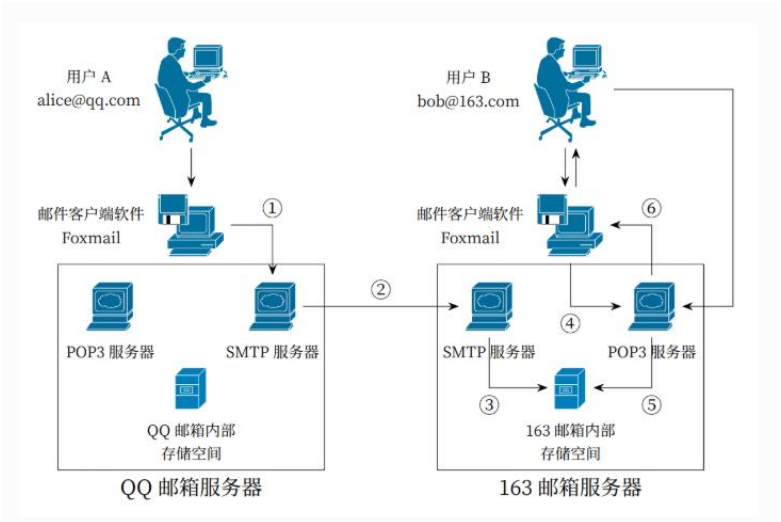 用户 A
alice@qq.com
用户 B
bob@163.com
邮件客户端软件
Foxmail
①
邮件客户端软件
Foxmail
⑥
②
④
POP3 服务器
SMTP 服务器
SMTP 服务器
POP3 服务器
③
⑤
QQ 邮箱内部
存储空间
163 邮箱内部
存储空间
QQ 邮箱服务器
163 邮箱服务器